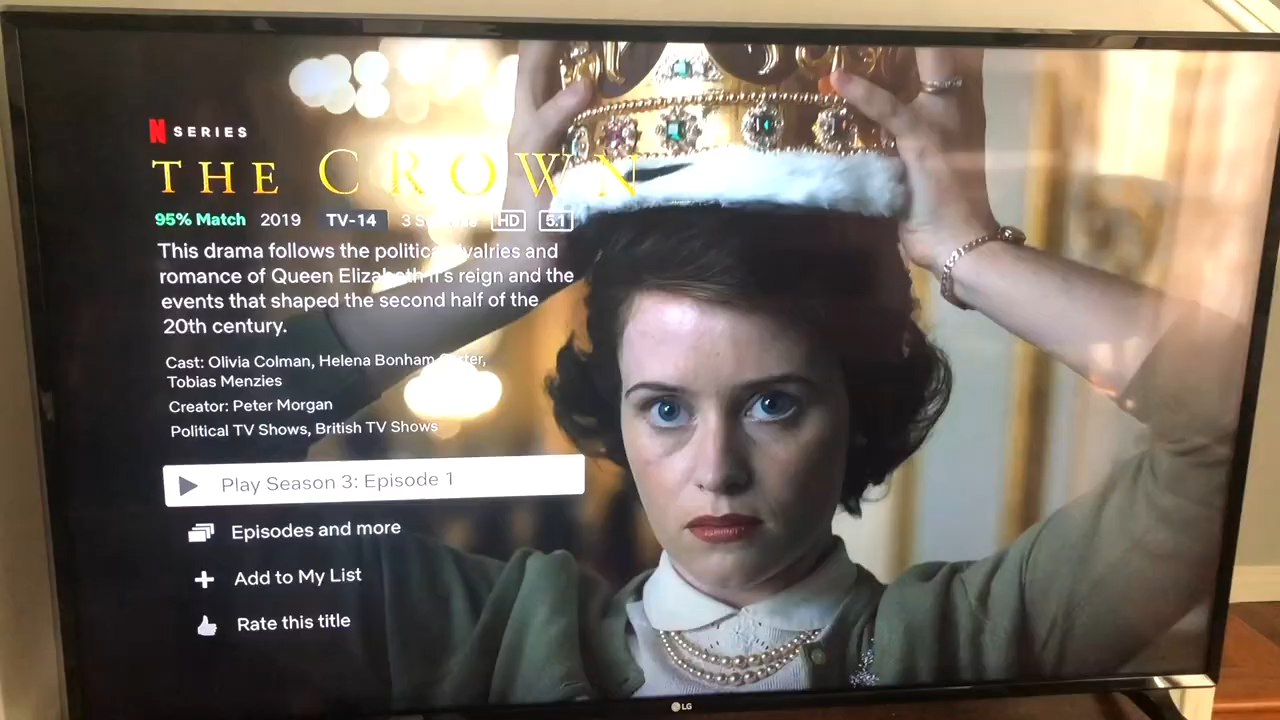 N SERIES
THE CROWN
95% Match 2019 TV-14 3 HD 5.1
This drama follows the political rivalries and
romance of Queen Elizabeth II's reign and the
events that shaped the second half of the
20th century.
Cast: Olivia Colman, Helena Bonham Carter,
Tobias Menzies
Creator: Peter Morgan
Political TV Shows, British TV Shows
Play Season 3: Episode 1
Episodes and more
Add to My List
Rate this title
LG